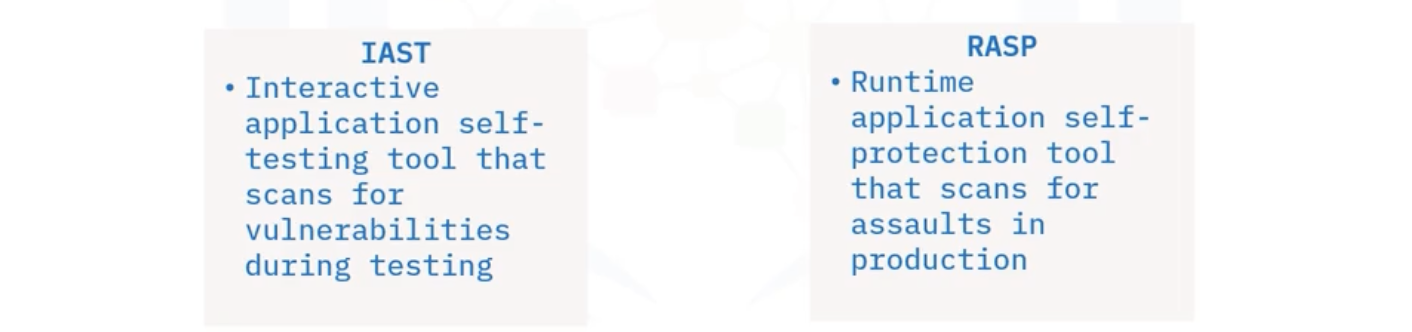 IAST
• Interactive
application self-
testing tool that
scans for
vulnerabilities
during testing
RASP
• Runtime
application self-
protection tool
that scans for
assaults in
production